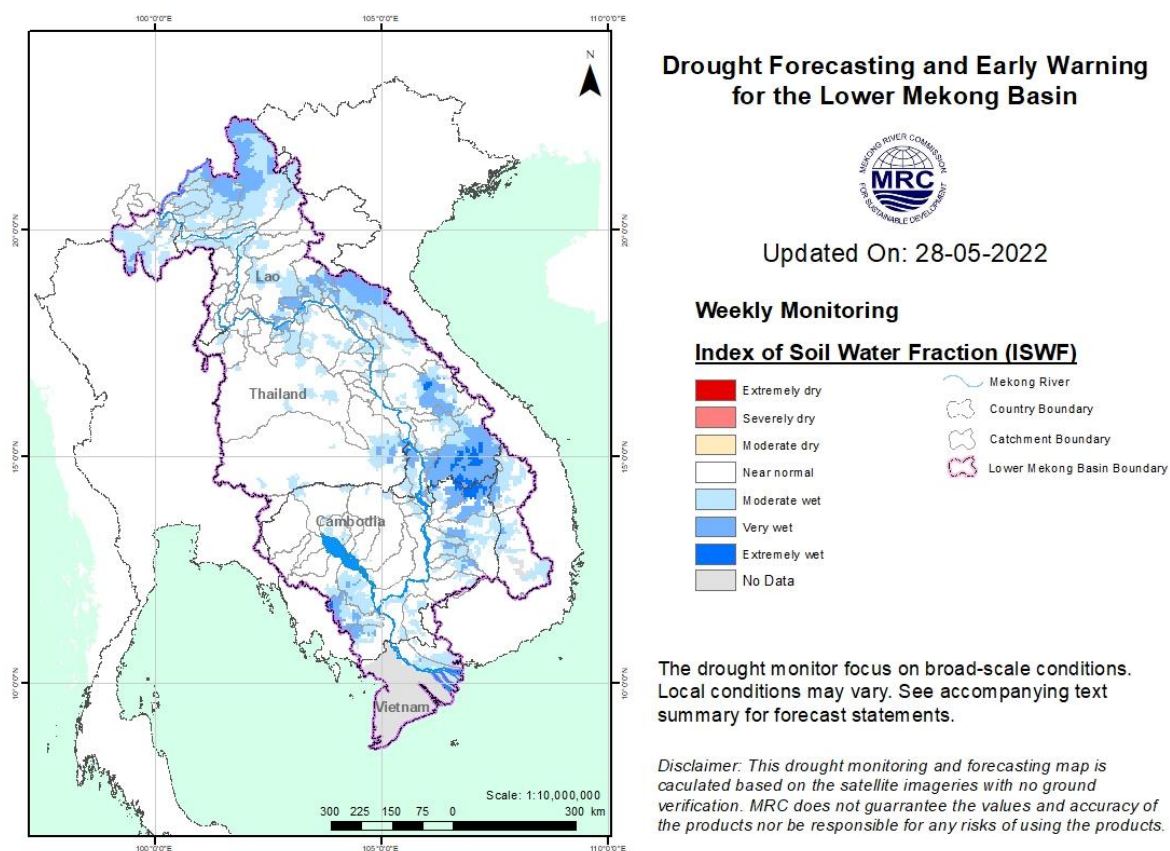 100°0'0"E
105°0'0"E
110°0'0"E
N
20°0'0"N
20°0'0"N
15°0'0"N
15°0'0"N
10°0'0"N
10°0'0"N
Lao
Thailand
Cambodia
Vietnam
Scale: 1:10,000,000
300 225 150 75 0 300 km
100°0'0"E
105°0'0"E
110°0'0"E
Drought Forecasting and Early Warning
for the Lower Mekong Basin
MEKONG RIVER COMMISSION
MRC
FOR SUSTAINABLE DEVELOPMENT
Updated On: 28-05-2022
Weekly Monitoring
Index of Soil Water Fraction (ISWF)
Extremely dry
Severely dry
Moderate dry
Near normal
Moderate wet
Very wet
Extremely wet
No Data
Mekong River
Country Boundary
Catchment Boundary
Lower Mekong Basin Boundary
The drought monitor focus on broad-scale conditions.
Local conditions may vary. See accompanying text
summary for forecast statements.
Disclaimer: This drought monitoring and forecasting map is
caculated based on the satellite imageries with no ground
verification. MRC does not guarrantee the values and accuracy of
the products nor be responsible for any risks of using the products.